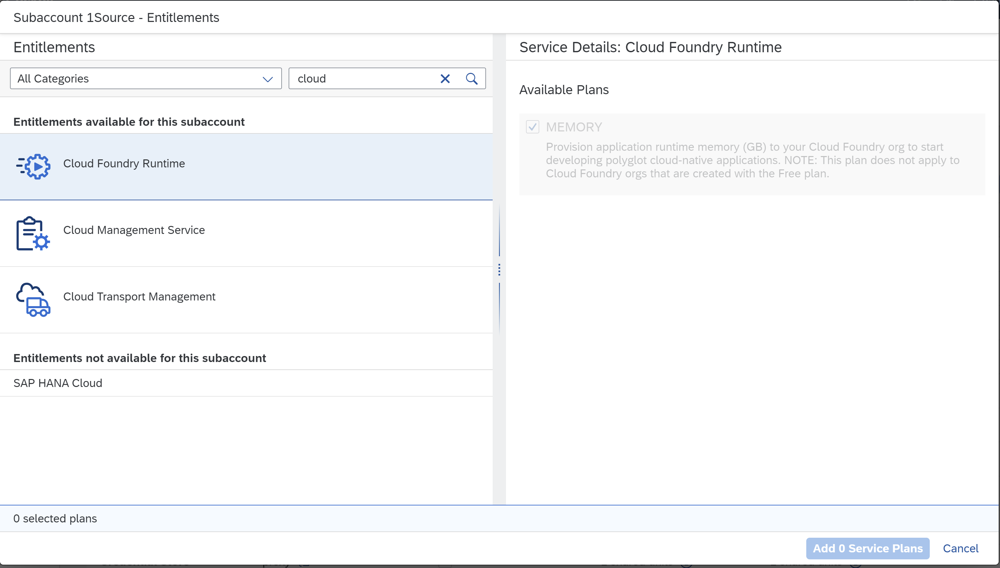 Subaccount 1Source - Entitlements
Entitlements
All Categories
cloud
Entitlements available for this subaccount
Cloud Foundry Runtime
Cloud Management Service
Cloud Transport Management
Entitlements not available for this subaccount
SAP HANA Cloud
Service Details: Cloud Foundry Runtime
Available Plans
MEMORY
Provision application runtime memory (GB) to your Cloud Foundry org to start
developing polyglot cloud-native applications. NOTE: This plan does not apply to
Cloud Foundry orgs that are created with the Free plan.
0 selected plans
Add 0 Service Plans
Cancel